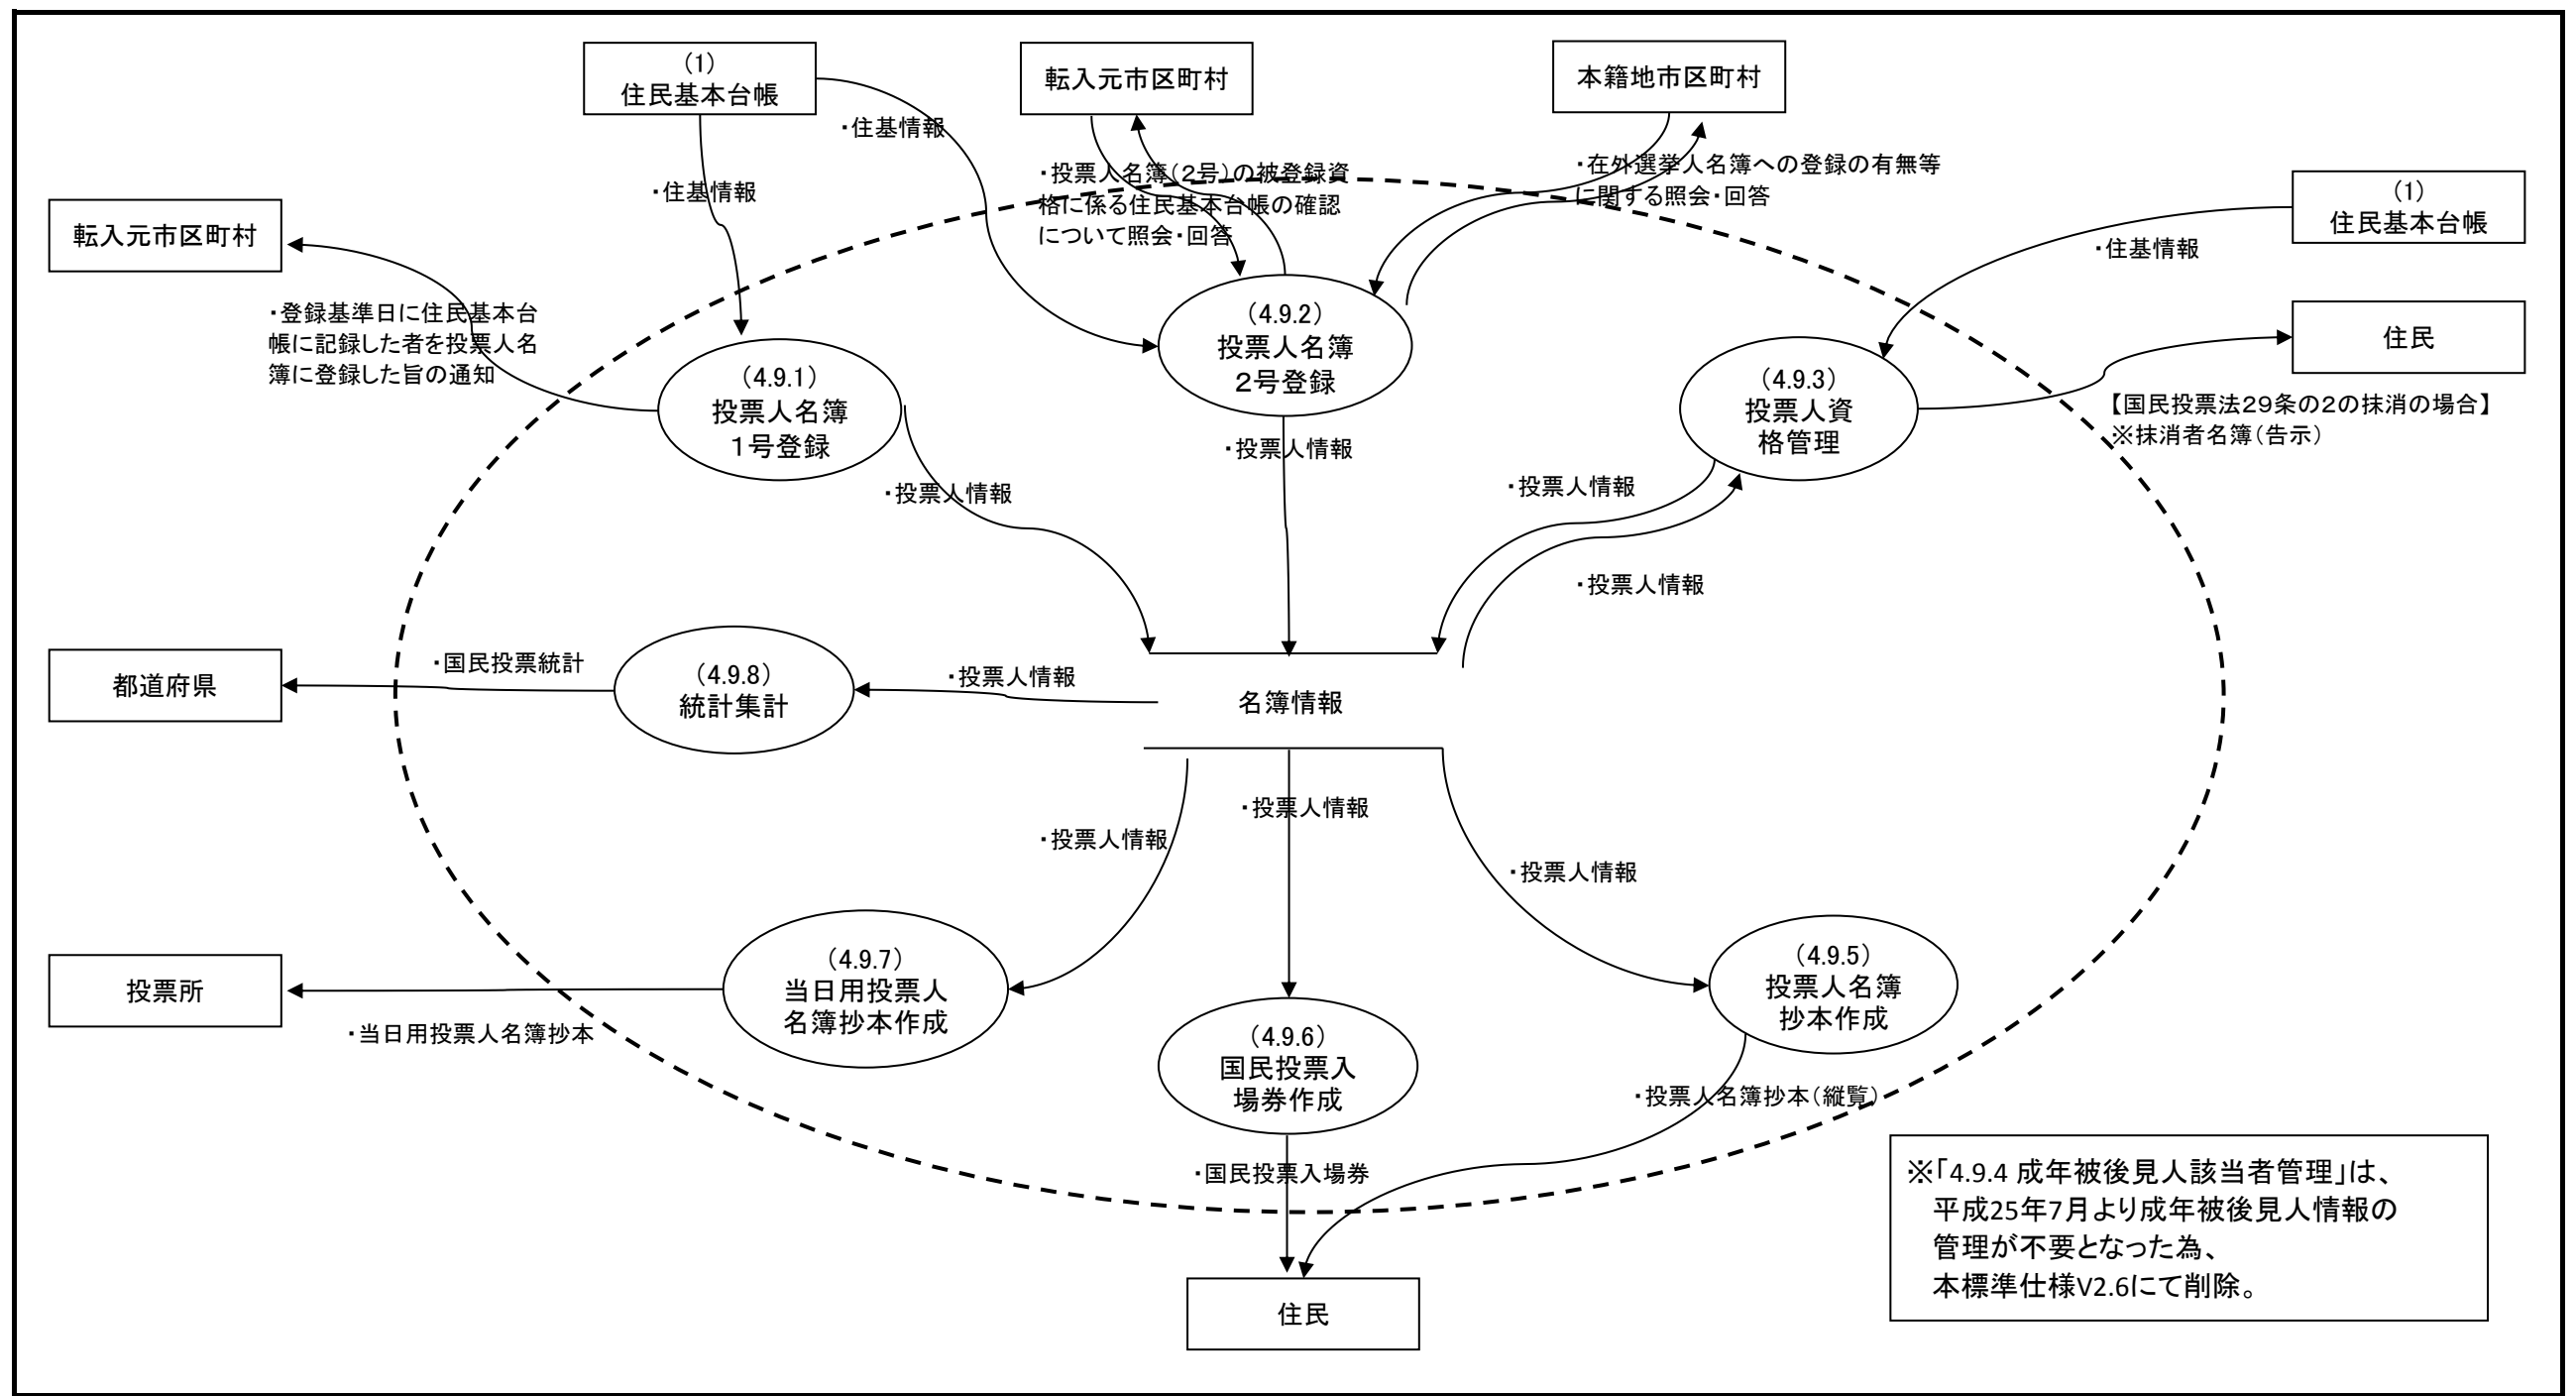 (1)
住民基本台帳
転入元市区町村
本籍地市区町村
・住基情報
・住基情報
・投票人名簿(2号)の被登録資
格に係る住民基本台帳の確認
について照会・回答
・在外選挙人名簿への登録の有無等
に関する照会・回答
(1)
住民基本台帳
・住基情報
転入元市区町村
・登録基準日に住民基本台
帳に記録した者を投票人名
簿に登録した旨の通知
(4.9.1)
投票人名簿
1号登録
(4.9.2)
投票人名簿
2号登録
(4.9.3)
投票人資
格管理
住民
【国民投票法29条の2の抹消の場合】
※抹消者名簿(告示)
・投票人情報
・投票人情報
・投票人情報
・投票人情報
都道府県
・国民投票統計
(4.9.8)
統計集計
・投票人情報
名簿情報
・投票人情報
・投票人情報
・投票人情報
投票所
・当日用投票人名簿抄本
(4.9.7)
当日用投票人
名簿抄本作成
(4.9.6)
国民投票入
場券作成
(4.9.5)
投票人名簿
抄本作成
・投票人名簿抄本(縦覧)
・国民投票入場券
住民
※「4.9.4 成年被後見人該当者管理」は、
平成25年7月より成年被後見人情報の
管理が不要となった為、
本標準仕様V2.6にて削除。